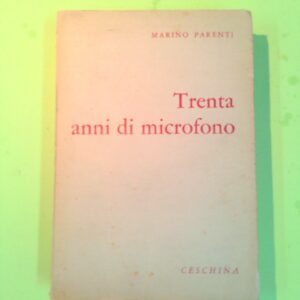 MARINO PARENTI
Trenta
anni di microfono
CESCHINA